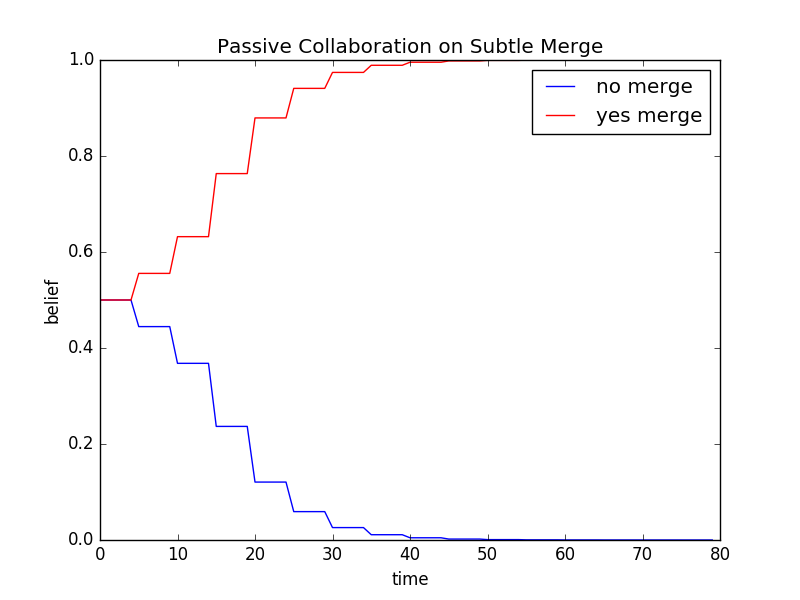 Passive Collaboration on Subtle Merge
1.0
0.8
0.6
0.4
0.2
0.0
belief
no merge
yes merge
0 10 20 30 40 50 60 70 80
time